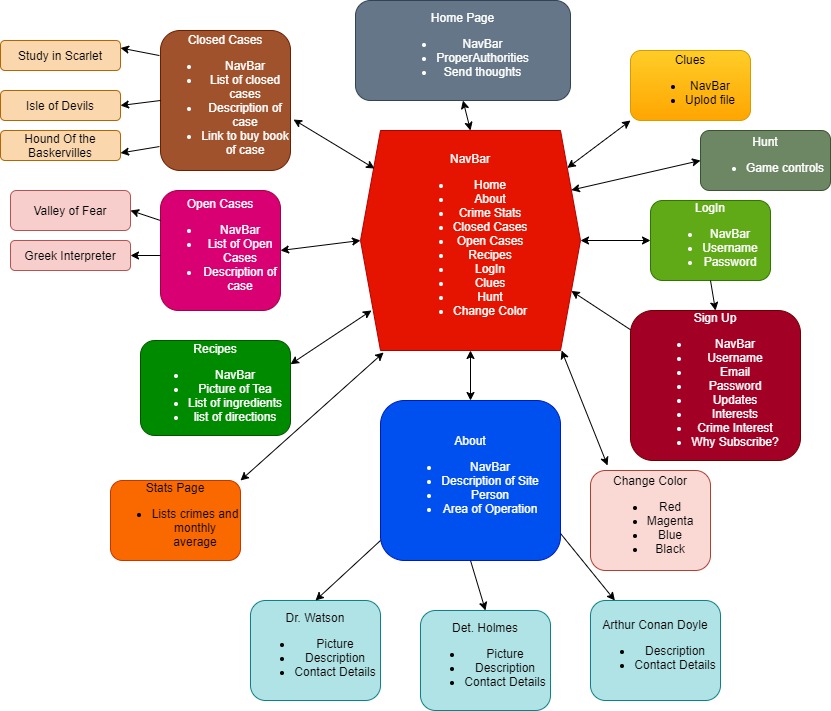 Home Page
NavBar
ProperAuthorities
Send thoughts
Closed Cases
NavBar
List of closed
cases
Description of
case
Link to buy book
of case
Study in Scarlet
Isle of Devils
Hound Of the
Baskervilles
Clues
NavBar
Uplod file
Hunt
Game controls
NavBar
Home
About
Crime Stats
Closed Cases
Open Cases
Recipes
LogIn
Clues
Hunt
Change Color
Open Cases
NavBar
List of Open
Cases
Description of
case
Valley of Fear
Greek Interpreter
LogIn
NavBar
Username
Password
Sign Up
NavBar
Username
Email
Password
Updates
Interests
Crime Interest
Why Subscribe?
Recipes
NavBar
Picture of Tea
List of ingredients
list of directions
About
NavBar
Description of Site
Person
Area of Operation
Stats Page
Lists crimes and
monthly
average
Change Color
Red
Magenta
Blue
Black
Dr. Watson
Picture
Description
Contact Details
Det. Holmes
Picture
Description
Contact Details
Arthur Conan Doyle
Description
Contact Details